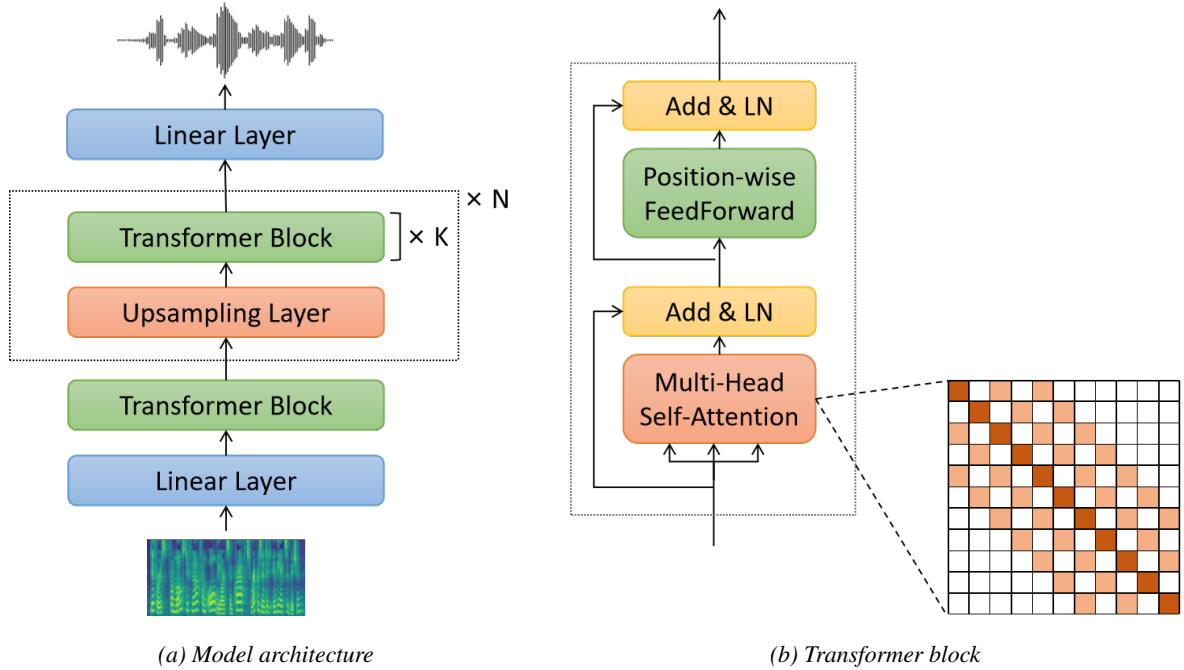 Linear Layer
× N
Transformer Block
× K
Upsampling Layer
Transformer Block
Linear Layer
(a) Model architecture
Add & LN
Position-wise
FeedForward
Add & LN
Multi-Head
Self-Attention
(b) Transformer block